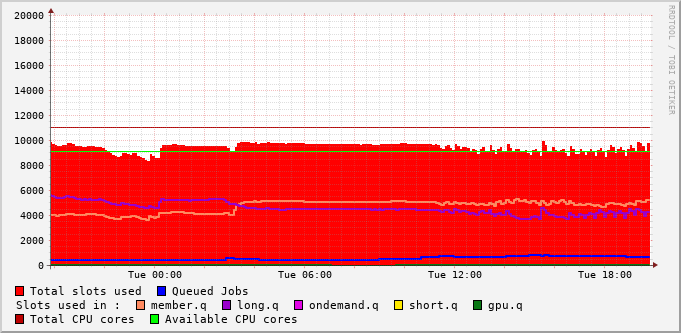 20000
18000
16000
14000
12000
10000
8000
6000
4000
2000
0
Tue 00:00 Tue 06:00 Tue 12:00 Tue 18:00
RRDTOOL / TOBI OETIKER
Total slots used Queued Jobs
Slots used in : member.q long.q ondemand.q short.q gpu.q
Total CPU cores Available CPU cores